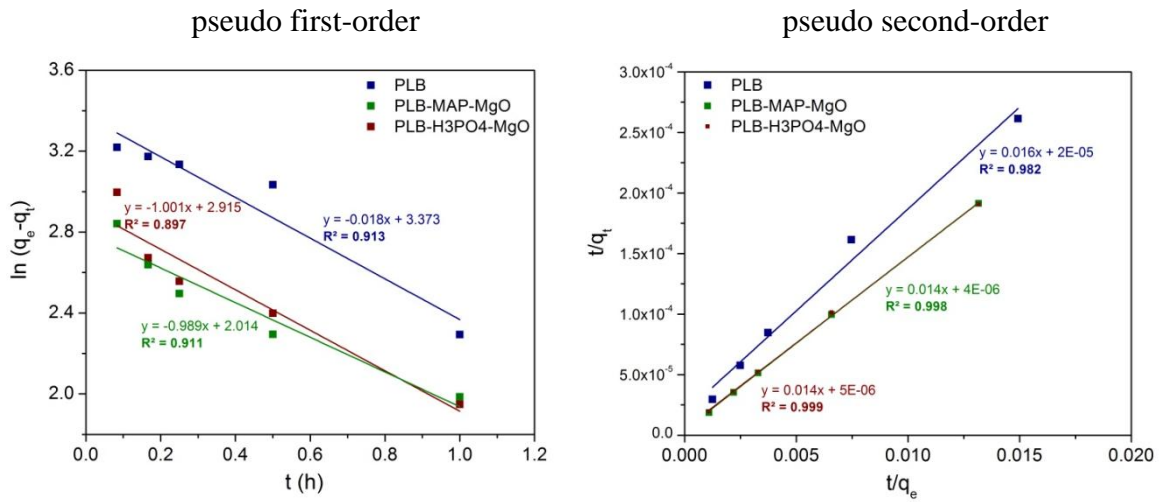 pseudo first-order
pseudo second-order
3.6
3.2
2.8
2.4
2.0
ln (qₑ-qₜ)
PLB
PLB-MAP-MgO
PLB-H3PO4-MgO
y = -1.001x + 2.915
R² = 0.897
y = -0.018x + 3.373
R² = 0.913
y = -0.989x + 2.014
R² = 0.911
0.0 0.2 0.4 0.6 0.8 1.0 1.2
t (h)
3.0x10⁻⁴
2.5x10⁻⁴
2.0x10⁻⁴
1.5x10⁻⁴
1.0x10⁻⁴
5.0x10⁻⁵
0.0
t/qₜ
PLB
PLB-MAP-MgO
PLB-H3PO4-MgO
y = 0.016x + 2E-05
R² = 0.982
y = 0.014x + 4E-06
R² = 0.998
y = 0.014x + 5E-06
R² = 0.999
0.000 0.005 0.010 0.015 0.020
t/qₑ